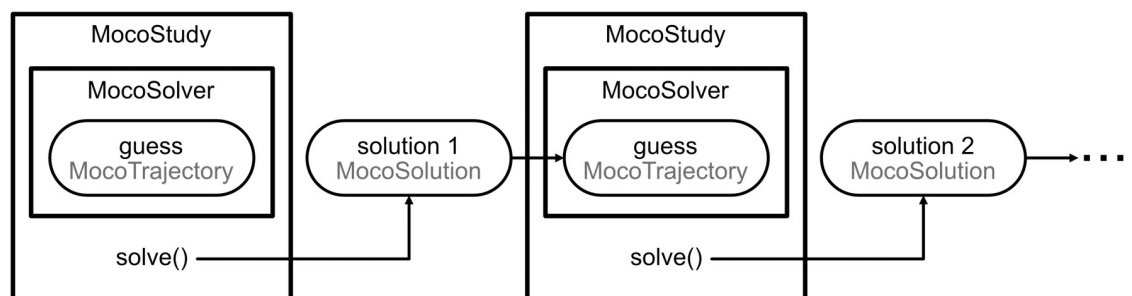 MocoStudy
MocoSolver
guess
MocoTrajectory
solve()
solution 1
MocoSolution
MocoStudy
MocoSolver
guess
MocoTrajectory
solve()
solution 2
MocoSolution
...